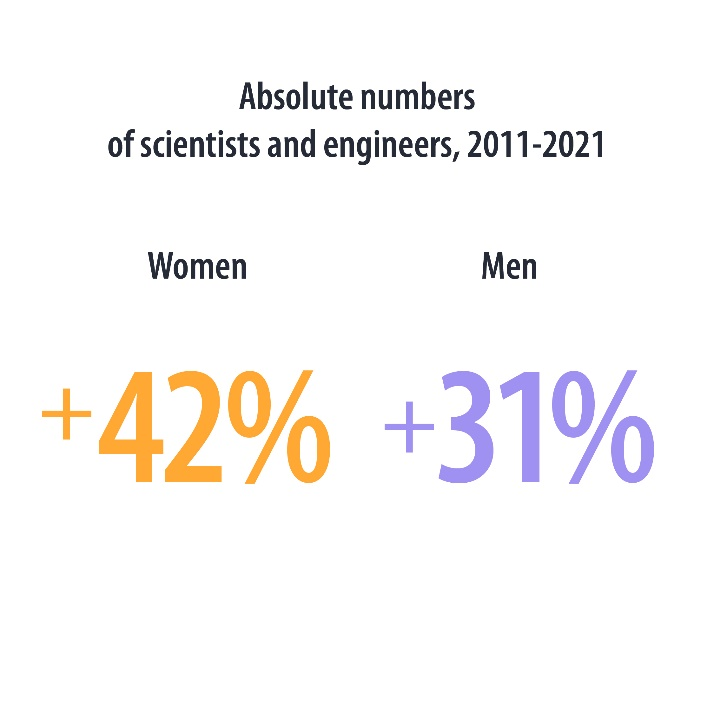 Absolute numbers
of scientists and engineers, 2011-2021
Women Men
+42% +31%